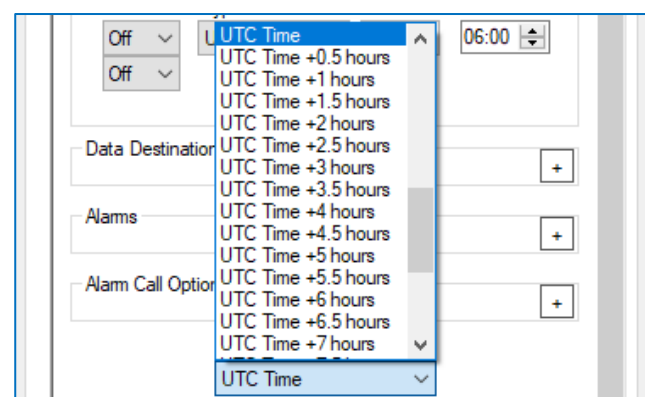 Off
06:00
Off
UTC Time
UTC Time +0.5 hours
UTC Time +1 hours
UTC Time +1.5 hours
UTC Time +2 hours
UTC Time +2.5 hours
UTC Time +3 hours
UTC Time +3.5 hours
UTC Time +4 hours
UTC Time +4.5 hours
UTC Time +5 hours
UTC Time +5.5 hours
UTC Time +6 hours
UTC Time +6.5 hours
UTC Time +7 hours
UTC Time
Data Destination
+
Alarms
+
Alarm Call Option
+